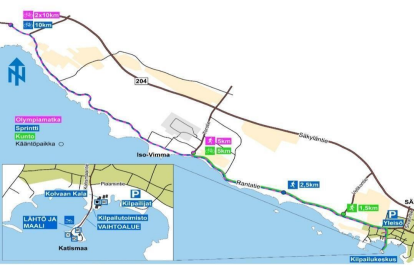 2x10km
10km
204
Olympiamatka
Sprintti
Kunto
Kääntöpaikka
Iso-Vimma
5km
5km
Säkyläntie
Rantatie
2,5km
1,5km
SÄ
P
Yleisö
Kilpailukeskus
Kolvaan Kala
P
Kilpailijat
Kilpailutoimisto
VAIHTOALUE
LÄHTÖ JA
MAALI
Katismaa